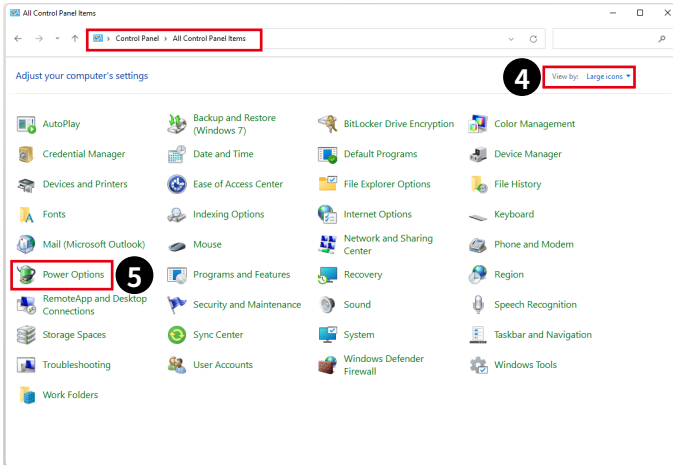 All Control Panel Items
Control Panel > All Control Panel Items
Adjust your computer's settings
4
View by: Large icons
AutoPlay
Backup and Restore
(Windows 7)
BitLocker Drive Encryption
Color Management
Credential Manager
Date and Time
Default Programs
Device Manager
Devices and Printers
Ease of Access Center
File Explorer Options
File History
Fonts
Indexing Options
Internet Options
Keyboard
Mail (Microsoft Outlook)
Mouse
Network and Sharing
Center
Phone and Modem
Power Options
5
Programs and Features
Recovery
Region
RemoteApp and Desktop
Connections
Security and Maintenance
Sound
Speech Recognition
Storage Spaces
Sync Center
System
Taskbar and Navigation
Troubleshooting
User Accounts
Windows Defender
Firewall
Windows Tools
Work Folders